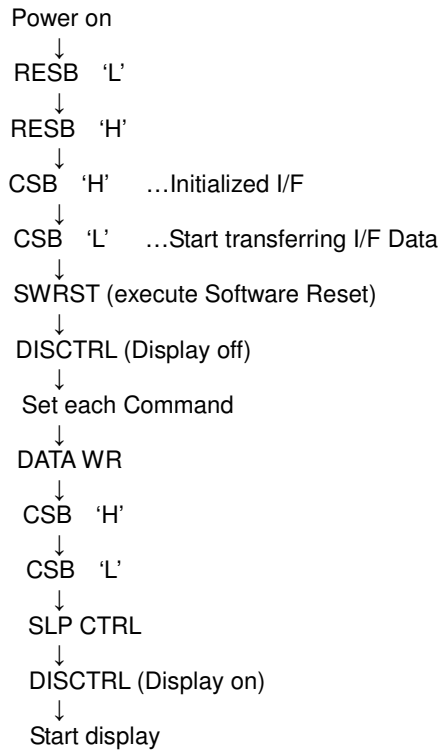 Power on
↓
RESB ‘L’
↓
RESB ‘H’
↓
CSB ‘H’ …Initialized I/F
↓
CSB ‘L’ …Start transferring I/F Data
↓
SWRST (execute Software Reset)
↓
DISCTRL (Display off)
↓
Set each Command
↓
DATA WR
↓
CSB ‘H’
↓
CSB ‘L’
↓
SLP CTRL
↓
DISCTRL (Display on)
↓
Start display